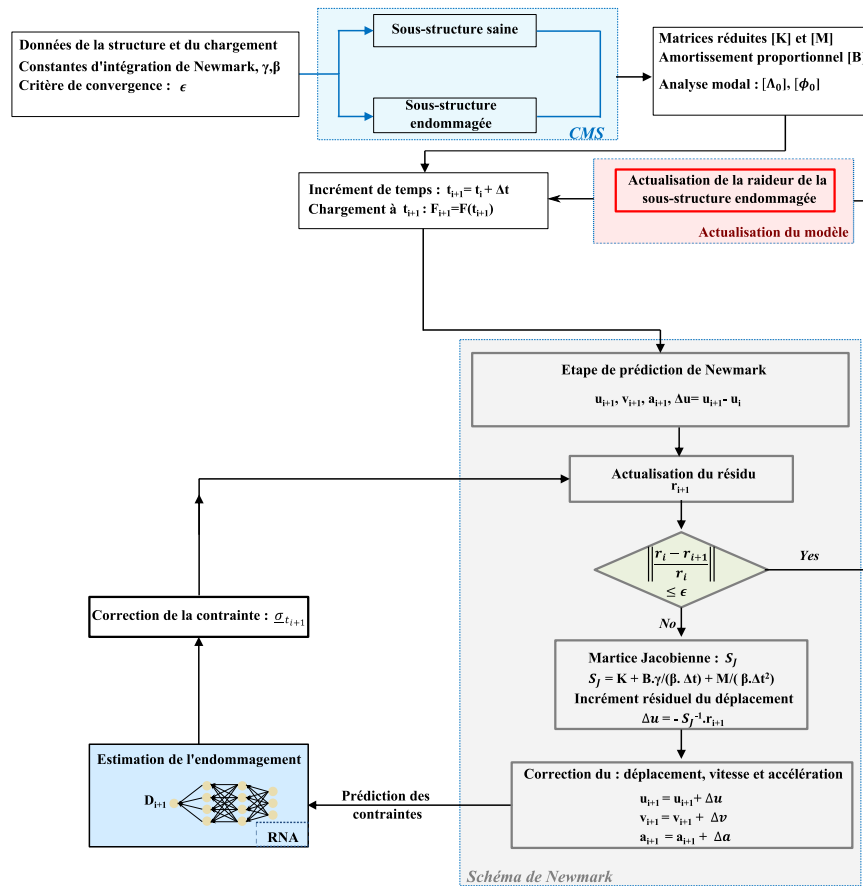 Données de la structure et du chargement
Constantes d'intégration de Newmark, γ,β
Critère de convergence : ϵ
Sous-structure saine
Sous-structure
endommagée
CMS
Matrices réduites [K] et [M]
Amortissement proportionnel [B]
Analyse modal : [Λ₀], [ϕ₀]
Incrément de temps : tᵢ₊₁= tᵢ + Δt
Chargement à tᵢ₊₁ : Fᵢ₊₁=F(tᵢ₊₁)
Actualisation de la raideur de la
sous-structure endommagée
Actualisation du modèle
Etape de prédiction de Newmark
uᵢ₊₁, vᵢ₊₁, aᵢ₊₁, Δu= uᵢ₊₁- uᵢ
Actualisation du résidu
rᵢ₊₁
‖(rᵢ − rᵢ₊₁)/rᵢ‖
≤ ϵ
Yes
No
Martice Jacobienne : S_J
S_J = K + B.γ/(β. Δt) + M/( β.Δt²)
Incrément résiduel du déplacement
Δu = - S_J⁻¹.rᵢ₊₁
Correction du : déplacement, vitesse et accélération
uᵢ₊₁ = uᵢ₊₁ + Δu
vᵢ₊₁ = vᵢ₊₁ + Δv
aᵢ₊₁ = aᵢ₊₁ + Δa
Schéma de Newmark
Prédiction des
contraintes
Estimation de l'endommagement
Dᵢ₊₁
RNA
Correction de la contrainte : σ_tᵢ₊₁